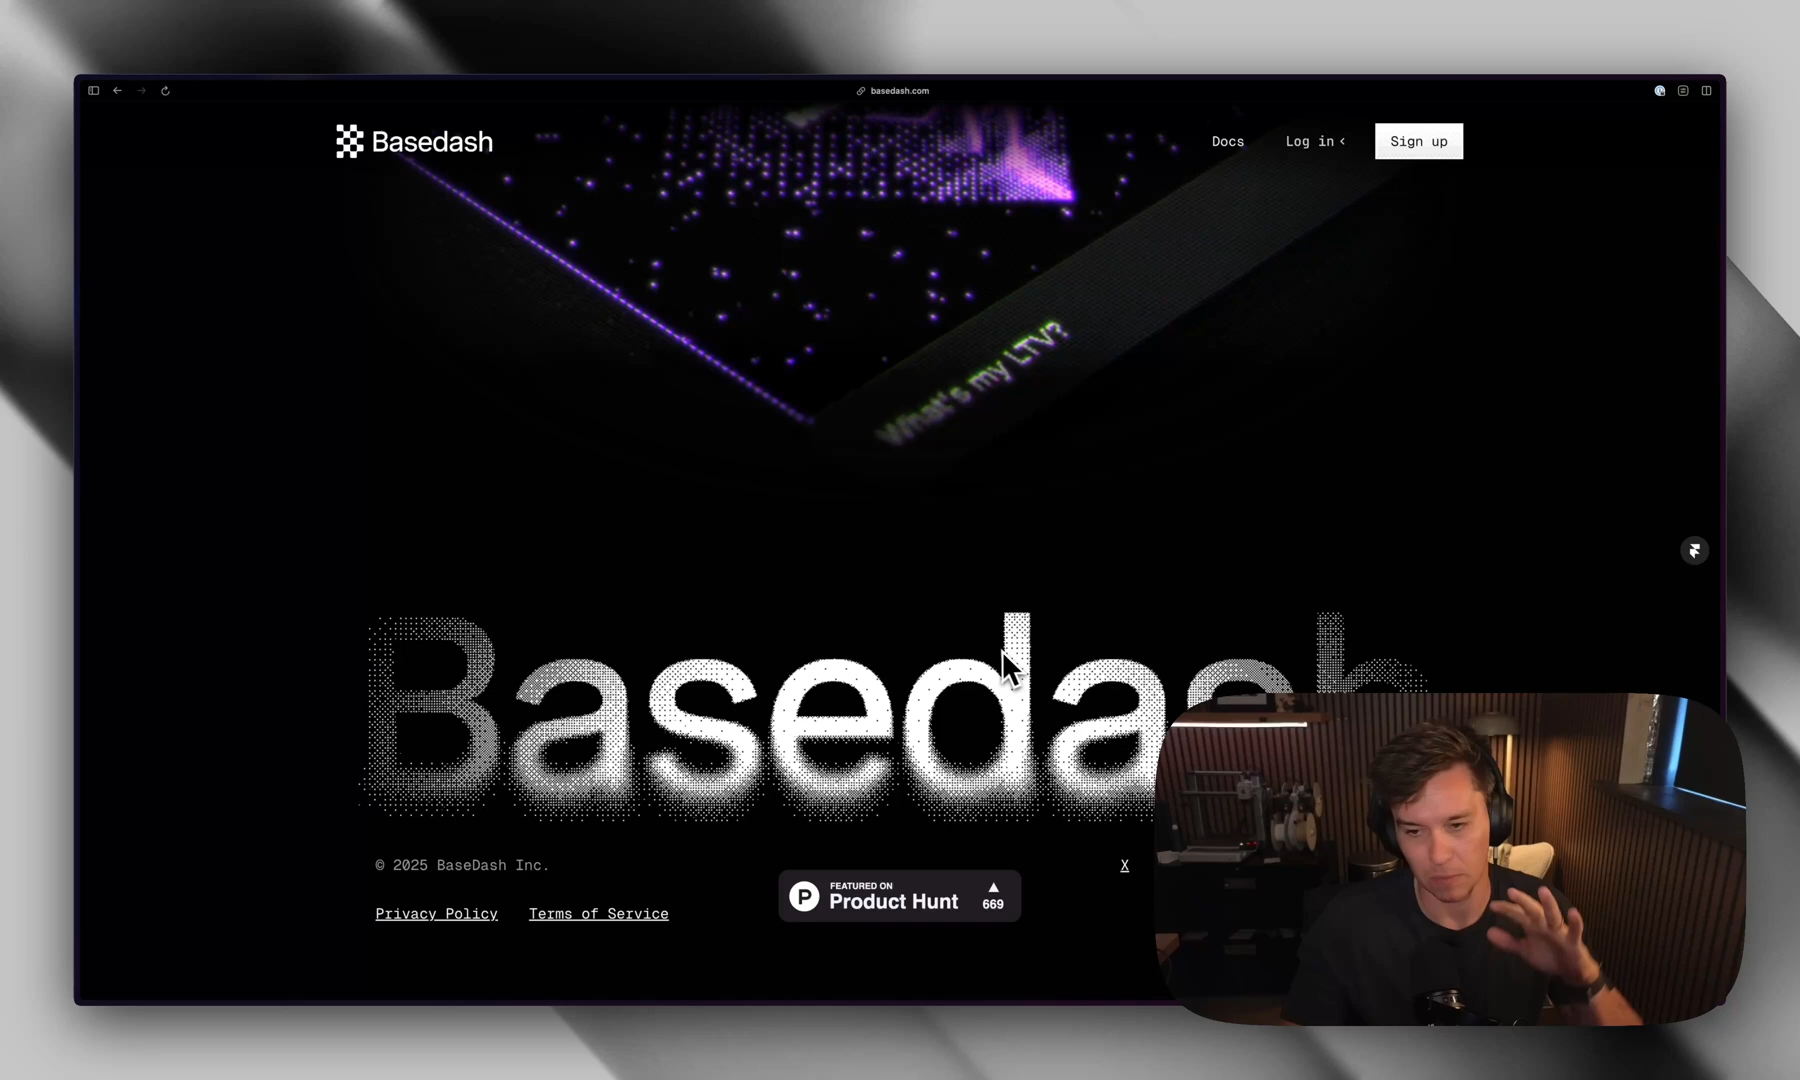 basedash.com
Basedash
Docs
Log in <
Sign up
What's my LTV?
Basedash
© 2025 BaseDash Inc.
X
FEATURED ON
Product Hunt
669
Privacy Policy
Terms of Service